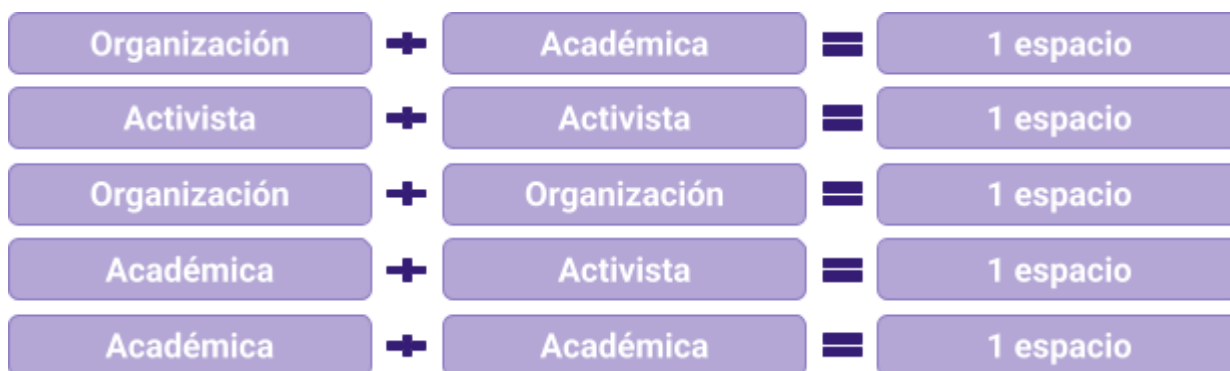 Organización + Académica = 1 espacio
Activista + Activista = 1 espacio
Organización + Organización = 1 espacio
Académica + Activista = 1 espacio
Académica + Académica = 1 espacio